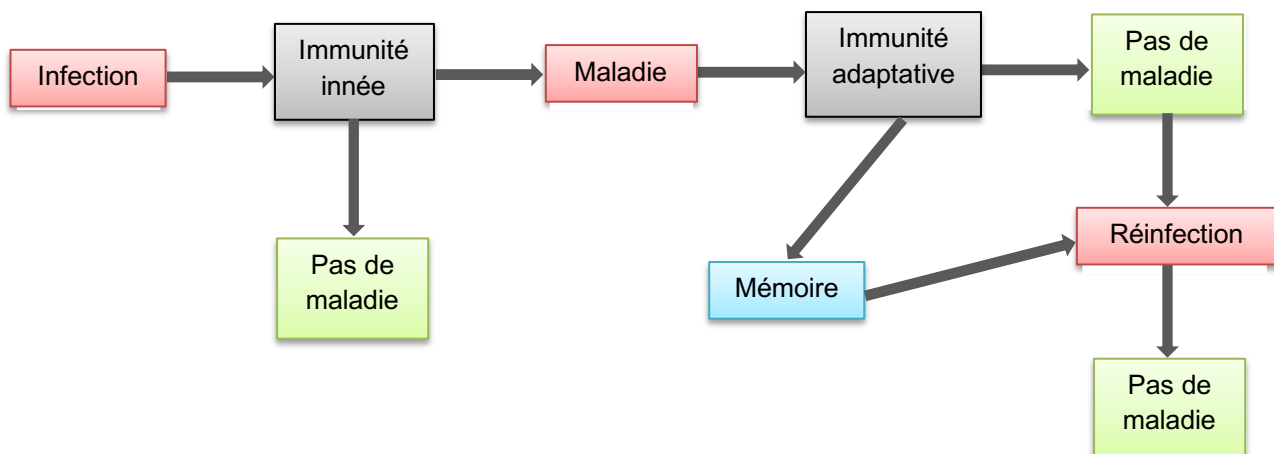 Infection
Immunité
innée
Maladie
Immunité
adaptative
Pas de
maladie
Pas de
maladie
Mémoire
Réinfection
Pas de
maladie